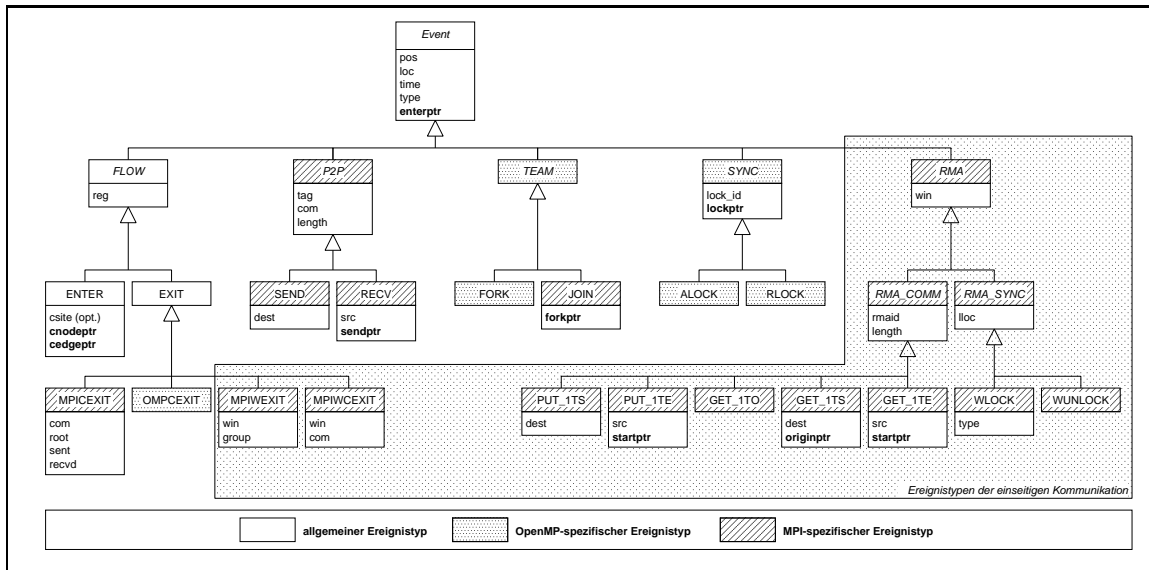 Event
pos
loc
time
type
enterptr
FLOW
reg
P2P
tag
com
length
TEAM
SYNC
lock_id
lockptr
RMA
win
ENTER
csite (opt.)
cnodeptr
cedgeptr
EXIT
SEND
dest
RECV
src
sendptr
FORK
JOIN
forkptr
ALOCK
RLOCK
RMA_COMM
rmaid
length
RMA_SYNC
lloc
MPICEXIT
com
root
sent
recvd
OMPCEXIT
MPIWEXIT
win
group
MPIWCEXIT
win
com
PUT_1TS
dest
PUT_1TE
src
startptr
GET_1TO
GET_1TS
dest
originptr
GET_1TE
src
startptr
WLOCK
type
WUNLOCK
Ereignistypen der einseitigen Kommunikation
allgemeiner Ereignistyp
OpenMP-spezifischer Ereignistyp
MPI-spezifischer Ereignistyp